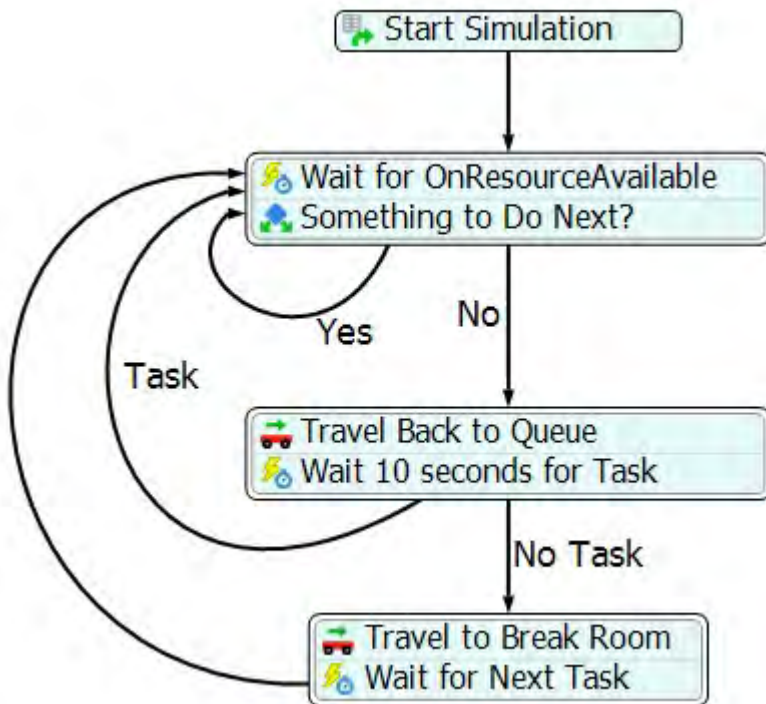 Start Simulation
Wait for OnResourceAvailable
Something to Do Next?
Yes
No
Task
Travel Back to Queue
Wait 10 seconds for Task
No Task
Travel to Break Room
Wait for Next Task